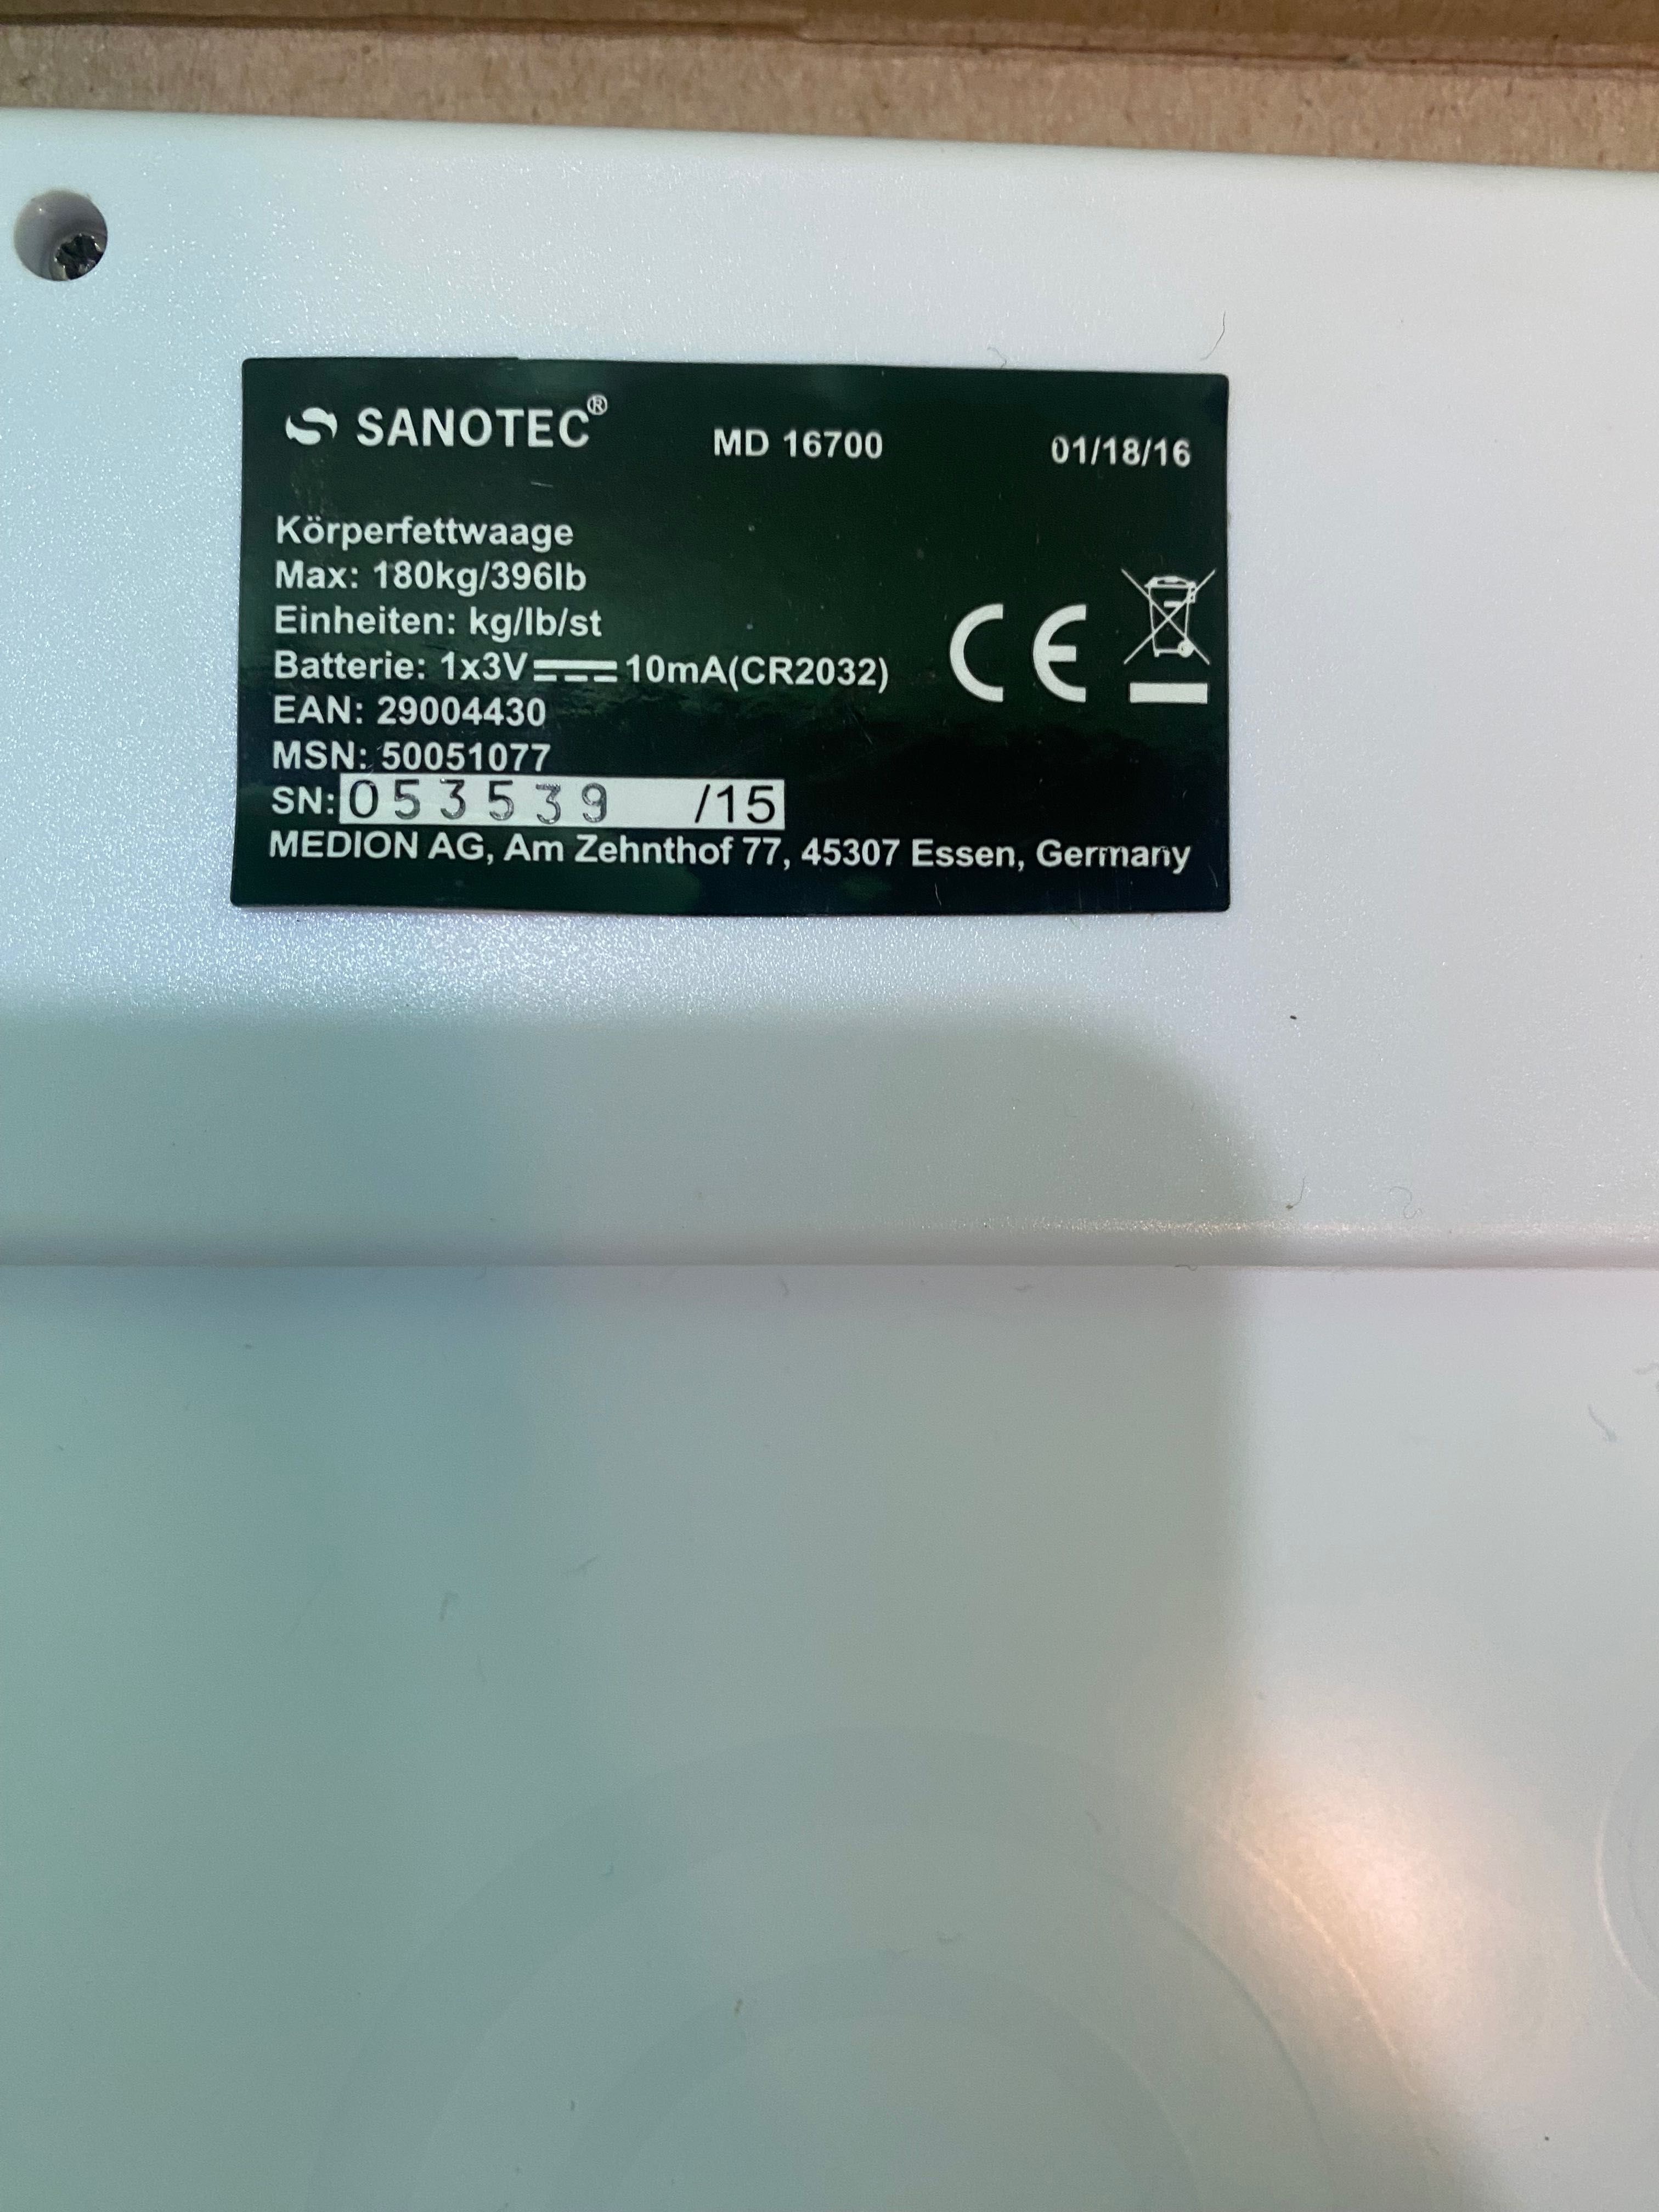 SANOTEC® MD 16700 01/18/16
Körperfettwaage
Max: 180kg/396lb
Einheiten: kg/lb/st
Batterie: 1x3V⎓10mA(CR2032)
EAN: 29004430
MSN: 50051077
SN: 053539 /15
MEDION AG, Am Zehnthof 77, 45307 Essen, Germany
CE